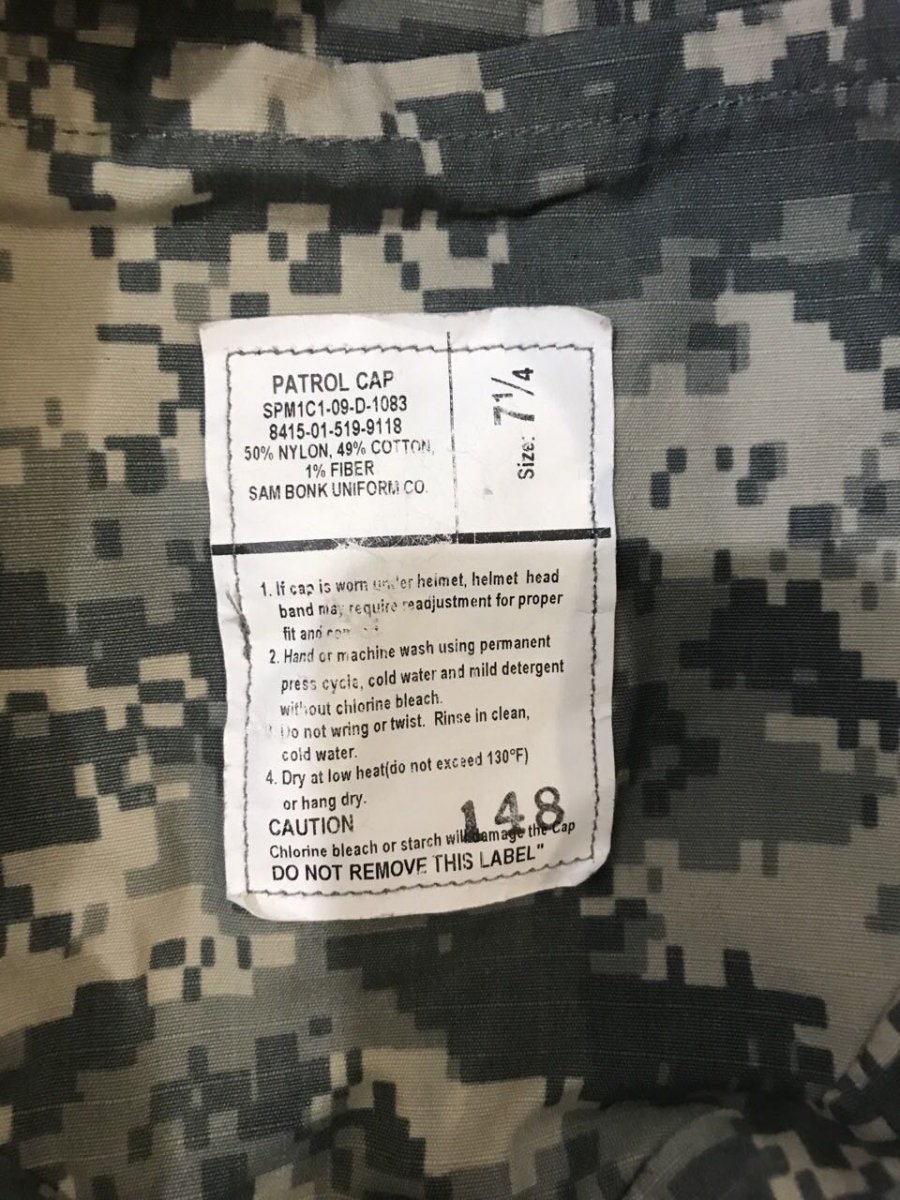 PATROL CAP
SPM1C1-09-D-1083
8415-01-519-9118
50% NYLON, 49% COTTON,
1% FIBER
SAM BONK UNIFORM CO.
Size: 7 1/4
1. If cap is worn under helmet, helmet head
band may require readjustment for proper
fit and
2. Hand or machine wash using permanent
press cycle, cold water and mild detergent
without chlorine bleach.
3. Do not wring or twist. Rinse in clean,
cold water.
4. Dry at low heat(do not exceed 130°F)
or hang dry.
148
CAUTION
Chlorine bleach or starch will damage the Cap
DO NOT REMOVE THIS LABEL"